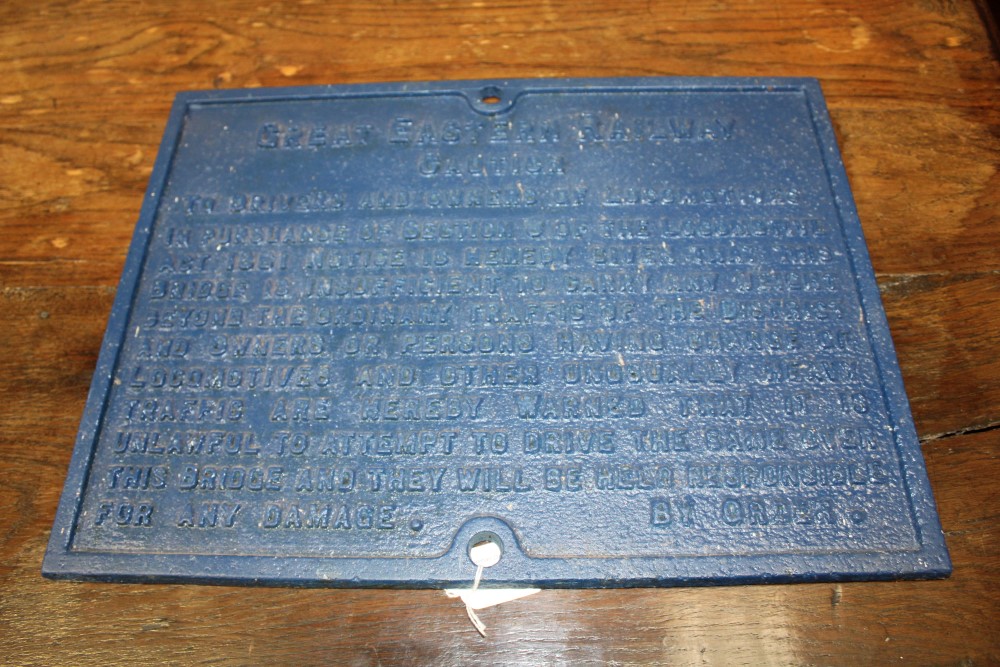 GREAT EASTERN RAILWAY
CAUTION
TO DRIVERS AND OWNERS OF LOCOMOTIVES
IN PURSUANCE OF SECTION OF THE LOCOMOTIVE
ACT 1861 NOTICE IS HEREBY GIVEN THAT THIS
BRIDGE IS INSUFFICIENT TO CARRY ANY WEIGHT
BEYOND THE ORDINARY TRAFFIC OF THE DISTRICT
AND OWNERS OR PERSONS HAVING CHARGE OF
LOCOMOTIVES AND OTHER UNUSUALLY HEAVY
TRAFFIC ARE HEREBY WARNED THAT IT IS
UNLAWFUL TO ATTEMPT TO DRIVE THE SAME OVER
THIS BRIDGE AND THEY WILL BE HELD RESPONSIBLE
FOR ANY DAMAGE. BY ORDER.